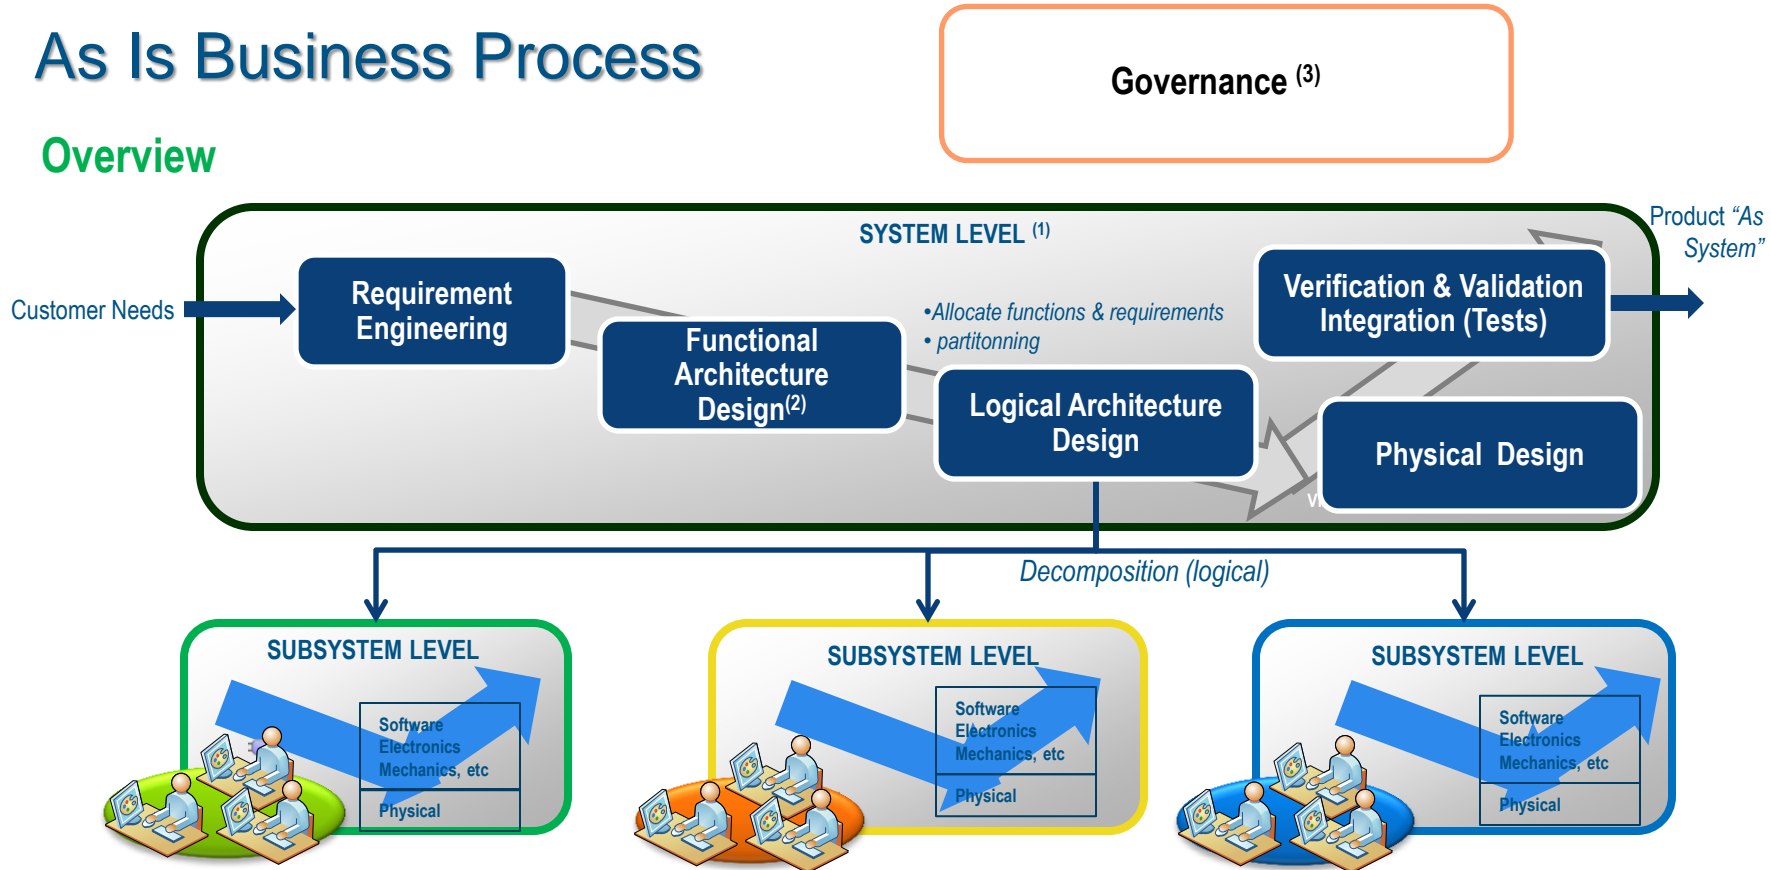 As Is Business Process
Governance (3)
Overview
SYSTEM LEVEL (1)
Product “As
System”
Customer Needs
Requirement
Engineering
Functional
Architecture
Design(2)
•Allocate functions & requirements
• partitonning
Logical Architecture
Design
Verification & Validation
Integration (Tests)
Physical Design
Decomposition (logical)
SUBSYSTEM LEVEL
Software
Electronics
Mechanics, etc
Physical
SUBSYSTEM LEVEL
Software
Electronics
Mechanics, etc
Physical
SUBSYSTEM LEVEL
Software
Electronics
Mechanics, etc
Physical